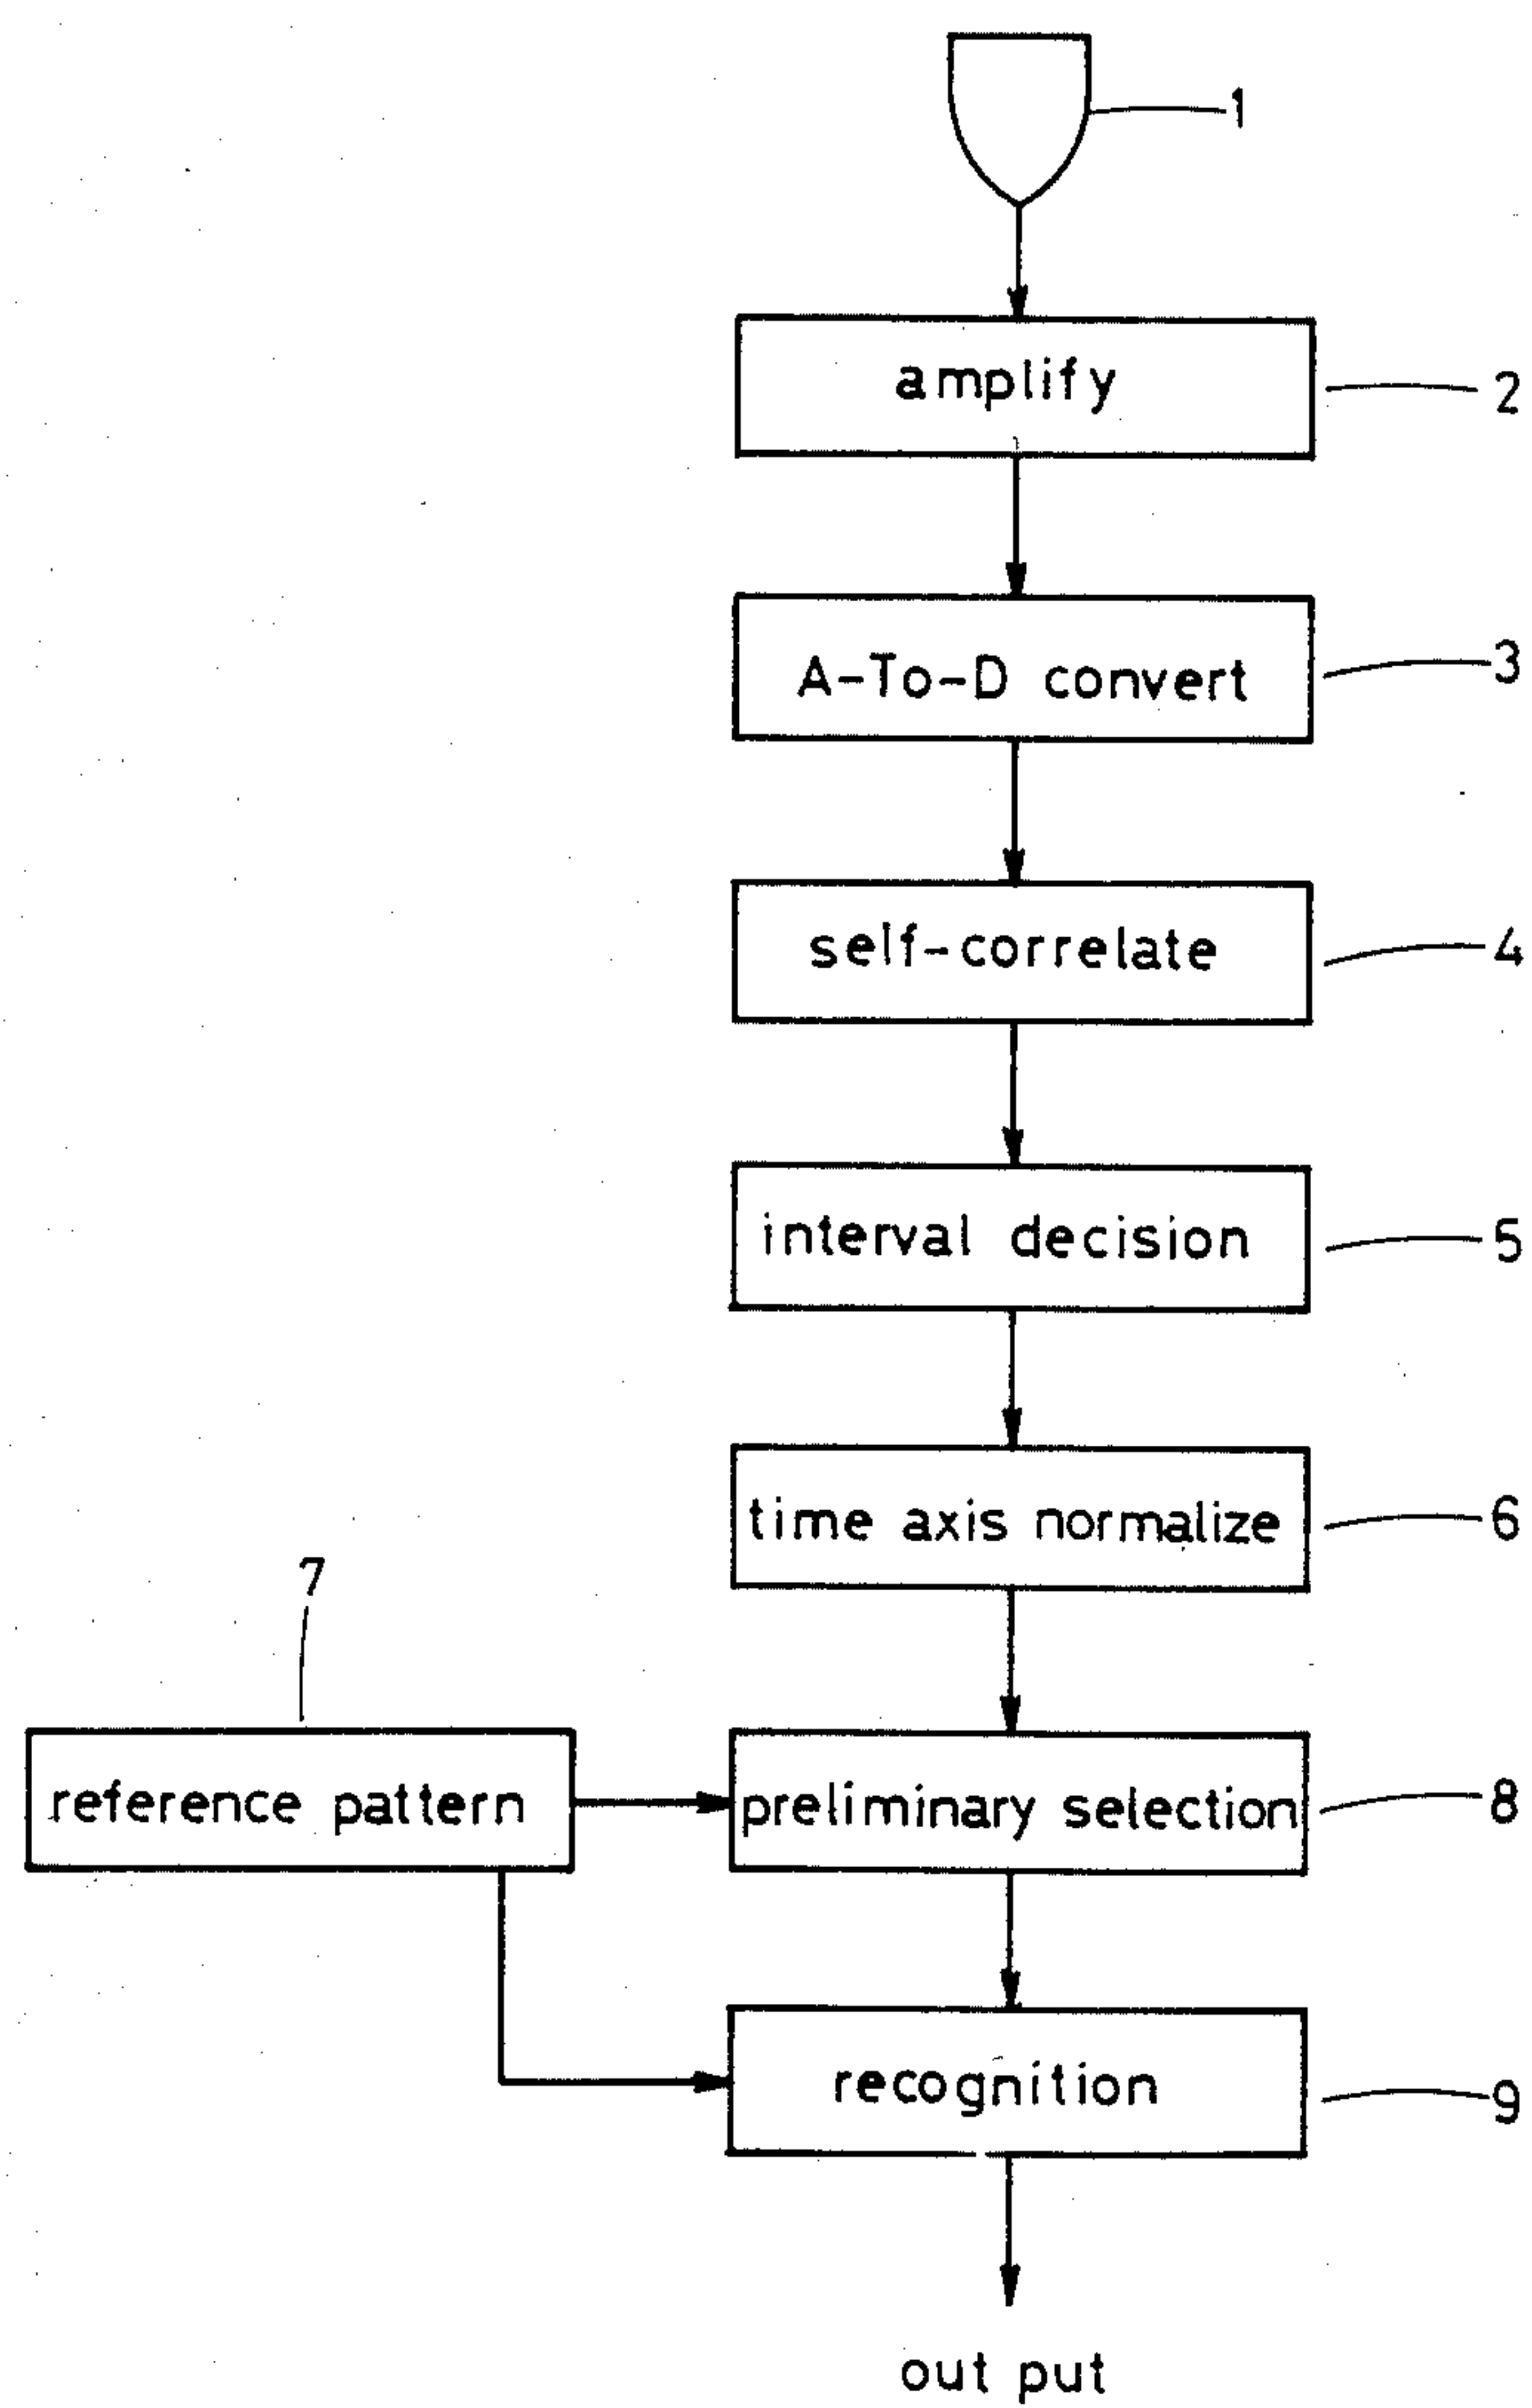 1
amplify
2
A-To-D convert
3
self-correlate
4
interval decision
5
time axis normalize
6
7
reference pattern
preliminary selection
8
recognition
9
out put